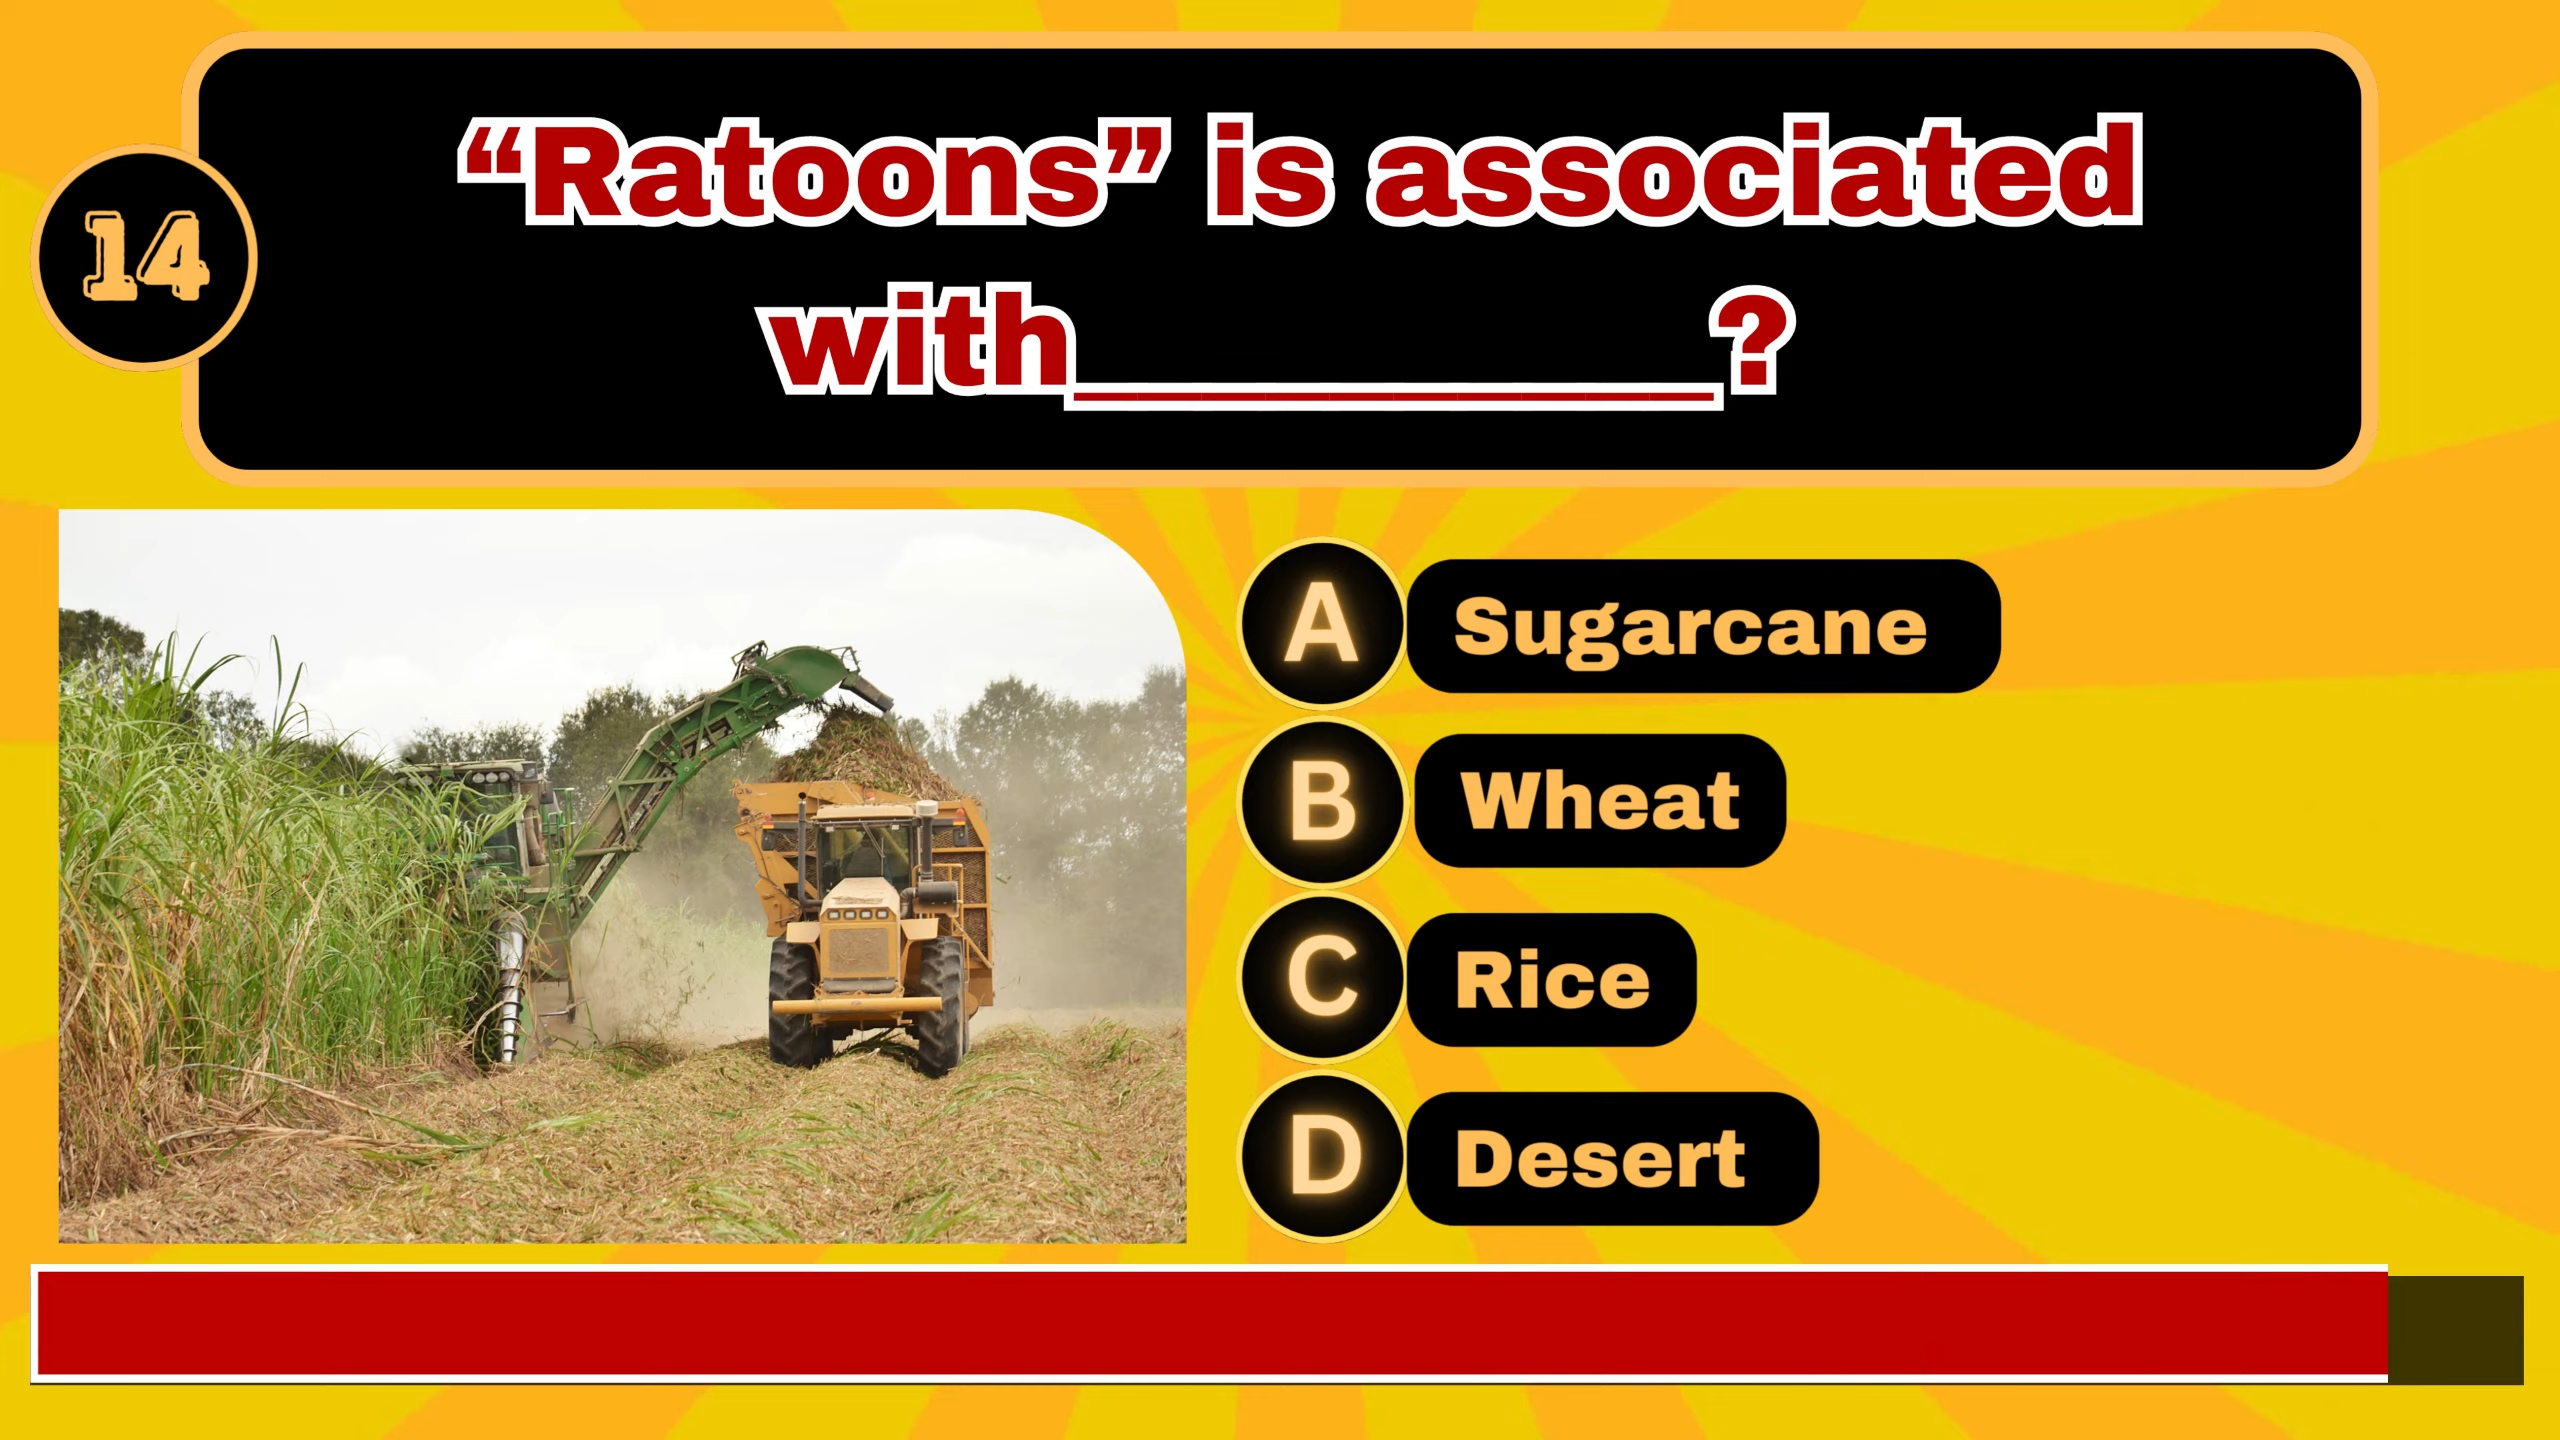 14
“Ratoons” is associated
with__________?
A Sugarcane
B Wheat
C Rice
D Desert